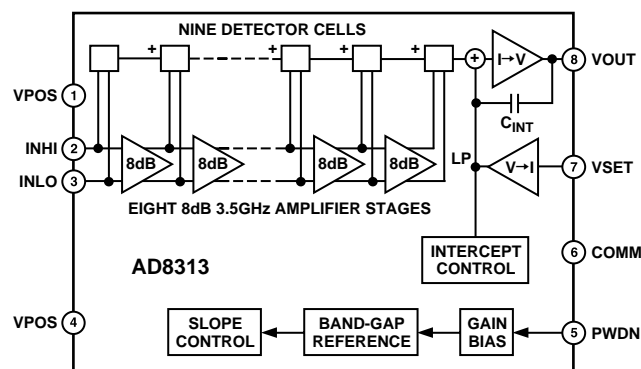 NINE DETECTOR CELLS
+ + + + +
+ I→V 8 VOUT
1 VPOS
C_INT
INHI 2
8dB 8dB 8dB 8dB
LP V→I 7 VSET
INLO 3
EIGHT 8dB 3.5GHz AMPLIFIER STAGES
INTERCEPT
CONTROL
6 COMM
AD8313
VPOS 4
SLOPE
CONTROL
BAND-GAP
REFERENCE
GAIN
BIAS
5 PWDN